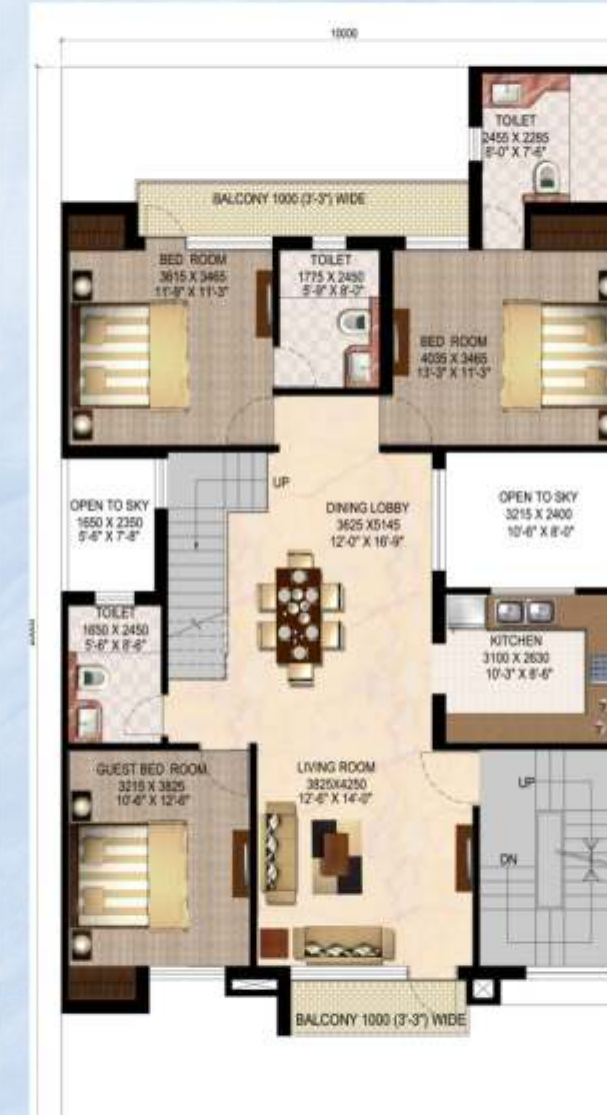 10000
TOILET
2455 X 2285
8'-0" X 7'-6"
BALCONY 1000 (3'-3") WIDE
BED ROOM
3615 X 3465
11'-9" X 11'-3"
TOILET
1775 X 2450
5'-9" X 8'-0"
BED ROOM
4035 X 3465
13'-3" X 11'-3"
UP
OPEN TO SKY
1650 X 2350
5'-6" X 7'-8"
DINING LOBBY
3625 X5145
12'-0" X 16'-9"
OPEN TO SKY
3215 X 2400
10'-6" X 8'-0"
TOILET
1650 X 2450
5'-6" X 8'-6"
KITCHEN
3100 X 2630
10'-3" X 8'-6"
GUEST BED ROOM
3215 X 3825
10'-6" X 12'-6"
LIVING ROOM
3825X4250
12'-6" X 14'-0"
UP
DN
BALCONY 1000 (3'-3") WIDE